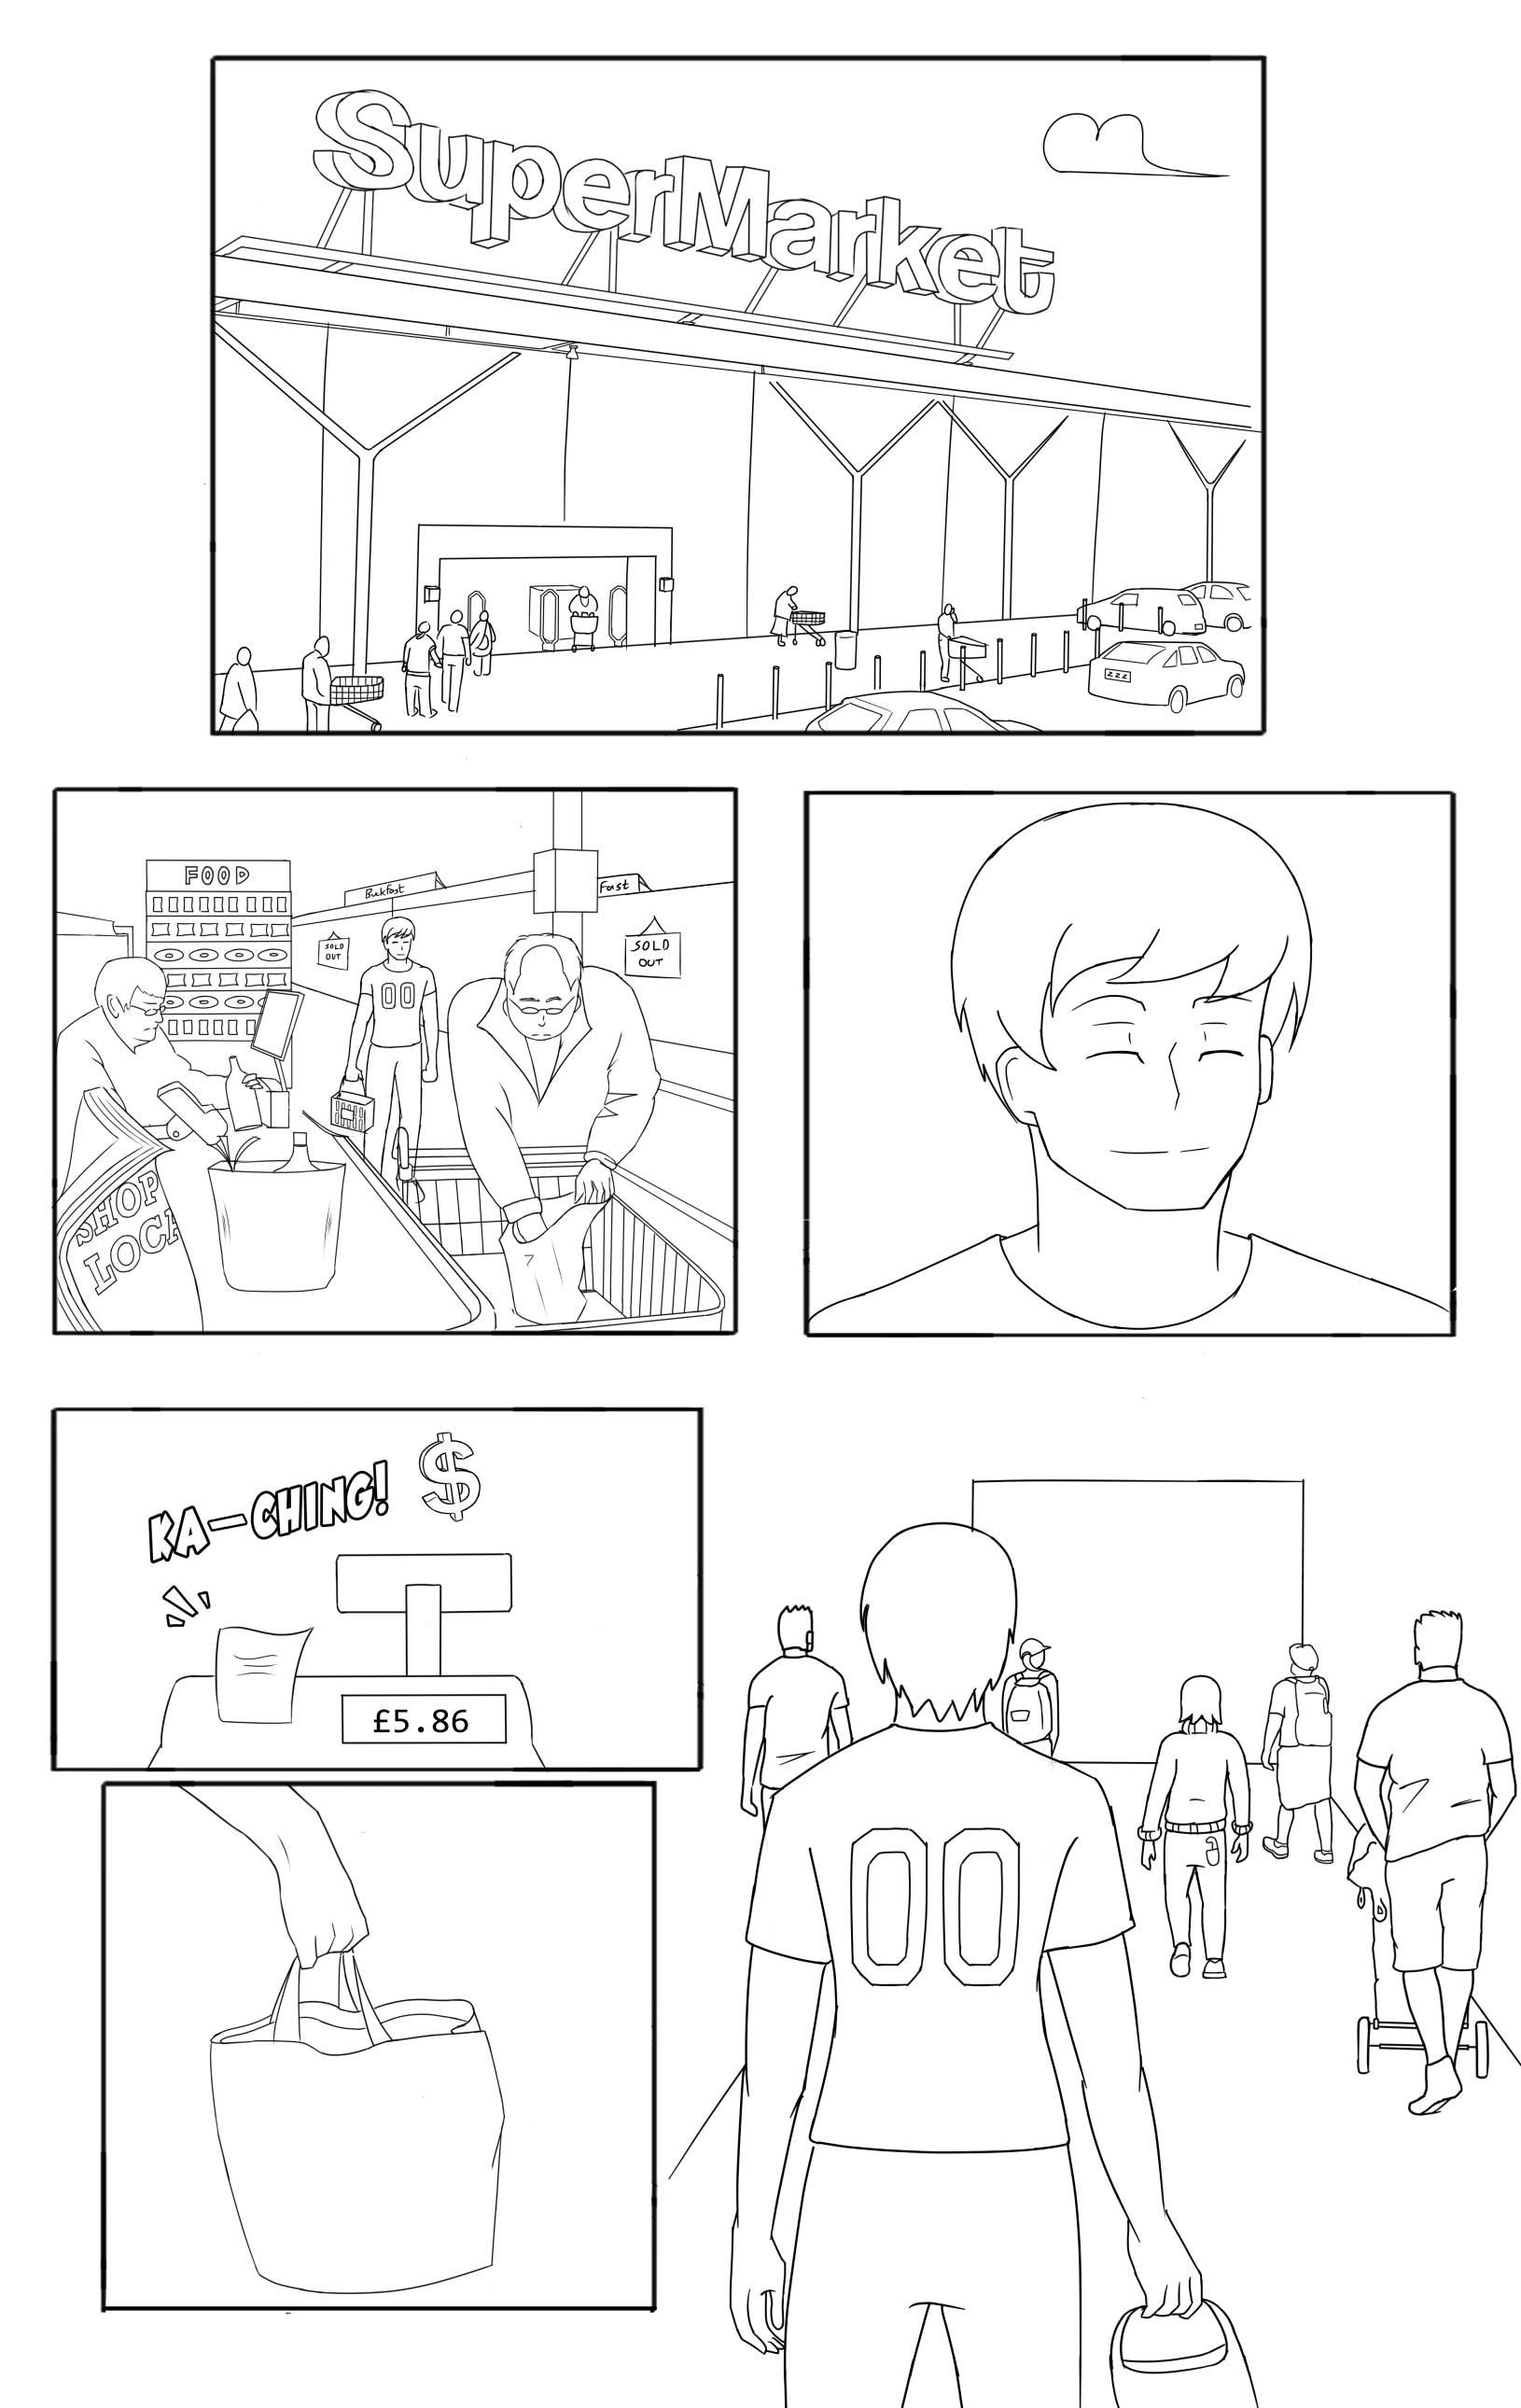 SuperMarket
ZZZ
FOOD
Buckfast
Fast
SOLD
OUT
SOLD
OUT
00
SHOP
LOCA
KA-CHING!
$
£5.86
00